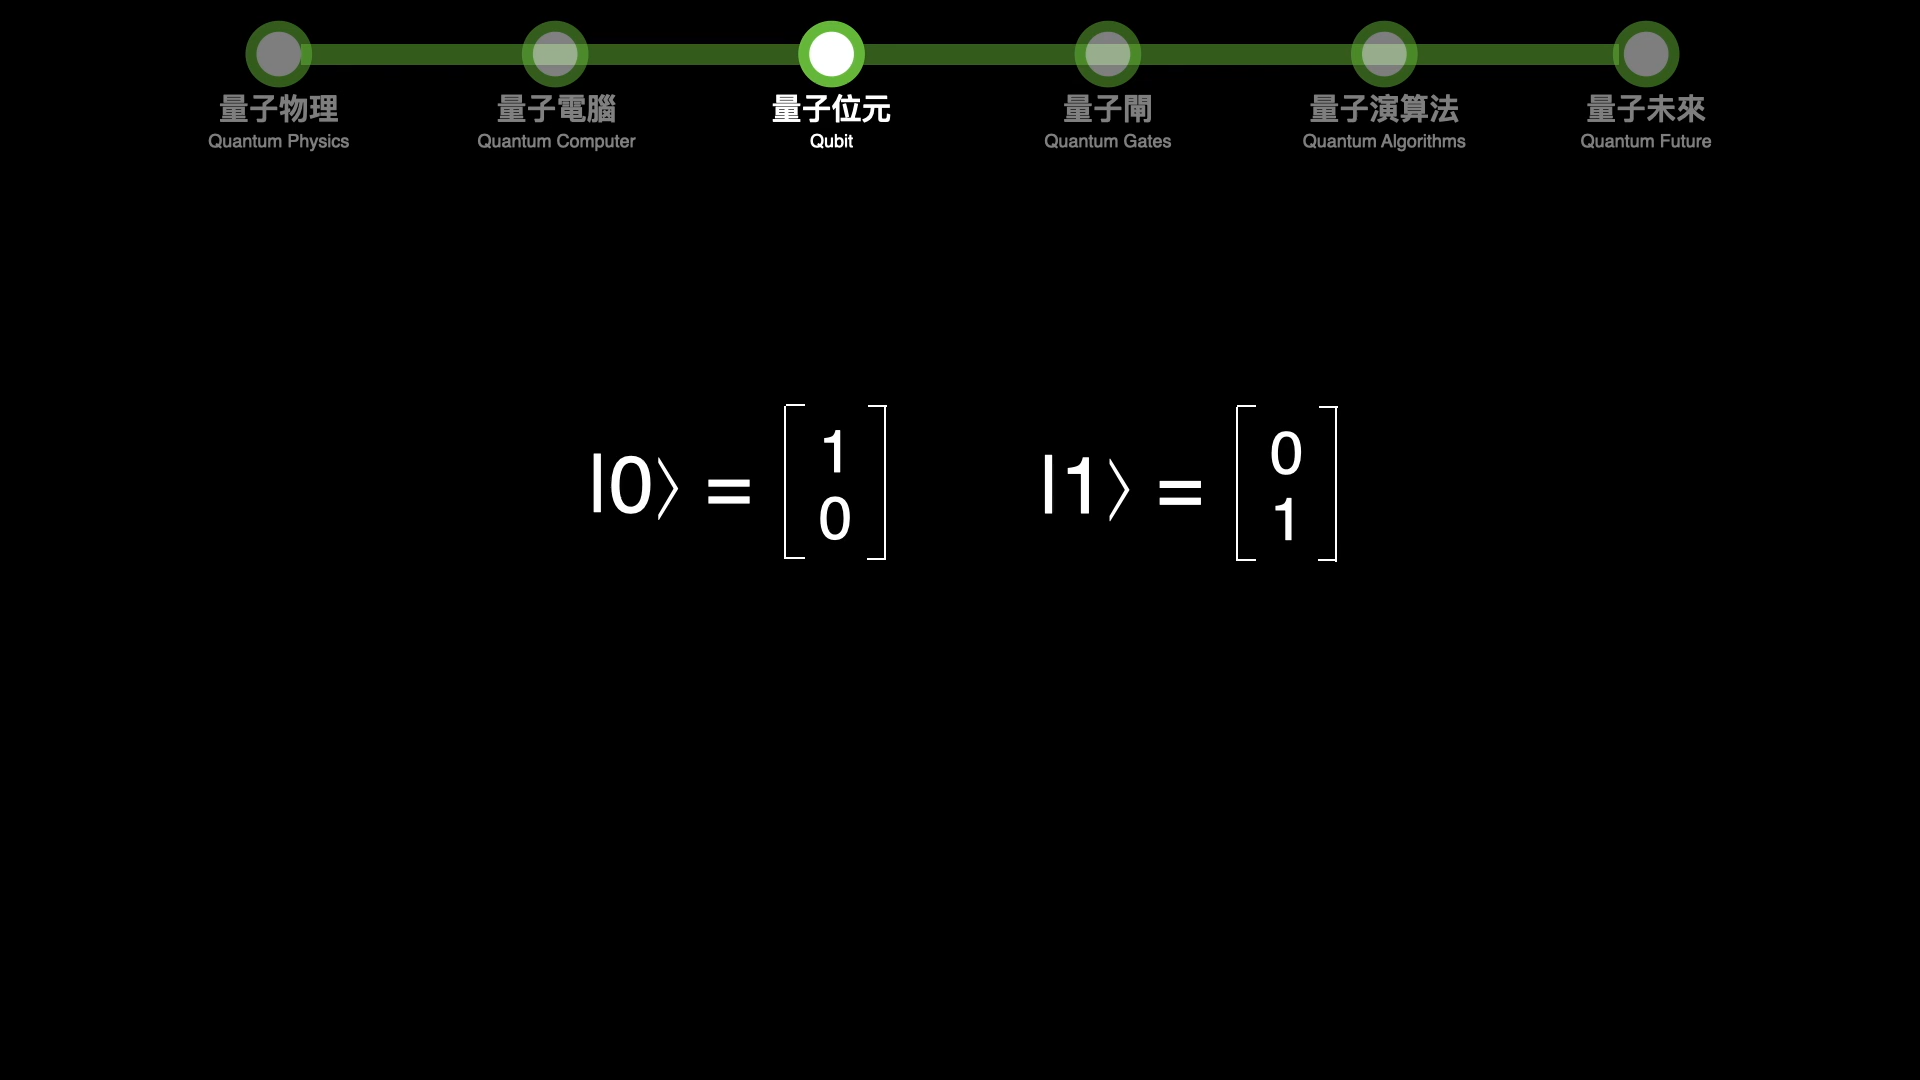 量子物理 量子電腦 量子位元 量子閘 量子演算法 量子未來
Quantum Physics Quantum Computer Qubit Quantum Gates Quantum Algorithms Quantum Future
|0⟩ = [1 0] |1⟩ = [0 1]